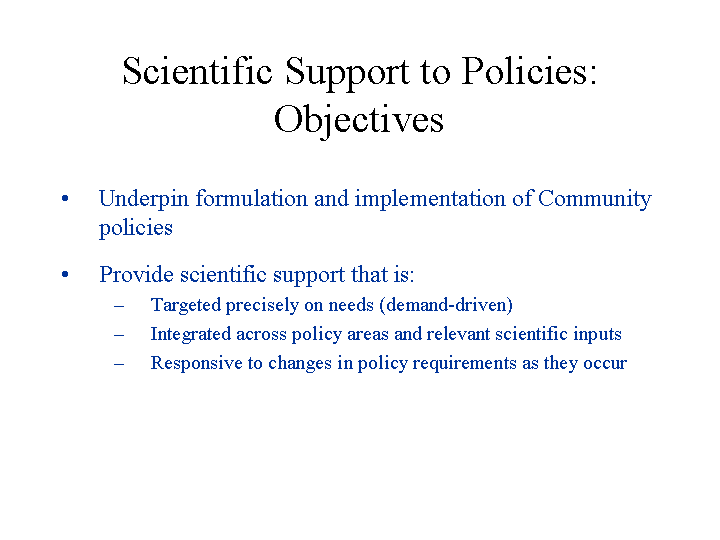 Scientific Support to Policies:
Objectives
• Underpin formulation and implementation of Community
policies
• Provide scientific support that is:
– Targeted precisely on needs (demand-driven)
– Integrated across policy areas and relevant scientific inputs
– Responsive to changes in policy requirements as they occur